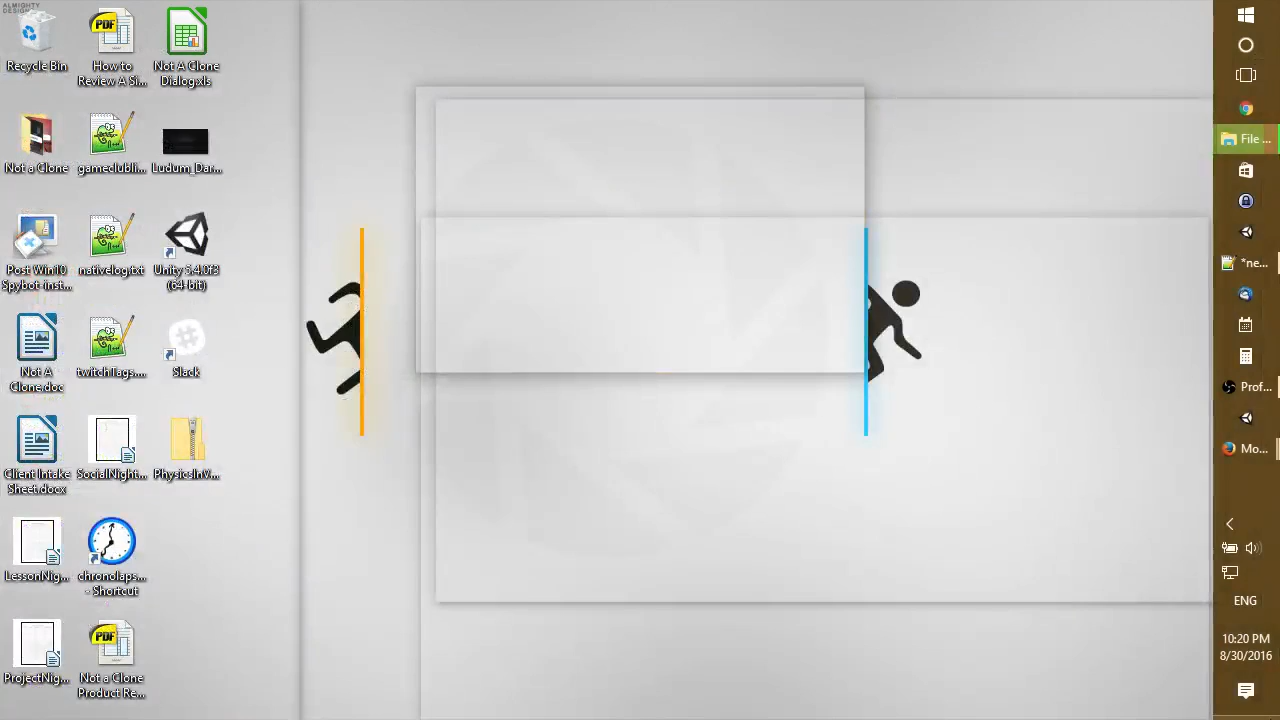 ALMIGHTY
DESIGN
Recycle Bin
PDF
How to
Review A Si...
Not A Clone
Dialog.xls
Not a Clone
gameclubli...
Ludum_Dar...
Post Win10
Spybot-inst...
nativelog.txt
Unity 5.4.0f3
(64-bit)
Not A
Clone.doc
twitchTags....
Slack
Client Intake
Sheet.docx
SocialNight...
PhysicsInV...
LessonNig...
chronolaps...
- Shortcut
ProjectNig...
PDF
Not a Clone
Product Re...
File ...
*ne...
Prof...
Mo...
ENG
10:20 PM
8/30/2016